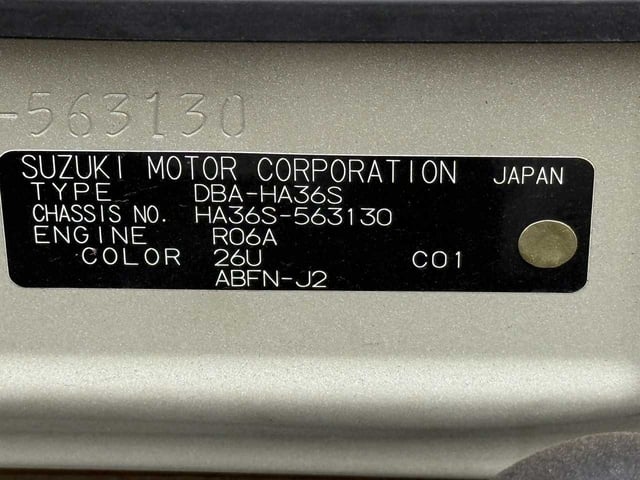 -563130
SUZUKI MOTOR CORPORATION JAPAN
TYPE DBA-HA36S
CHASSIS NO. HA36S-563130
ENGINE R06A
COLOR 26U C01
ABFN-J2